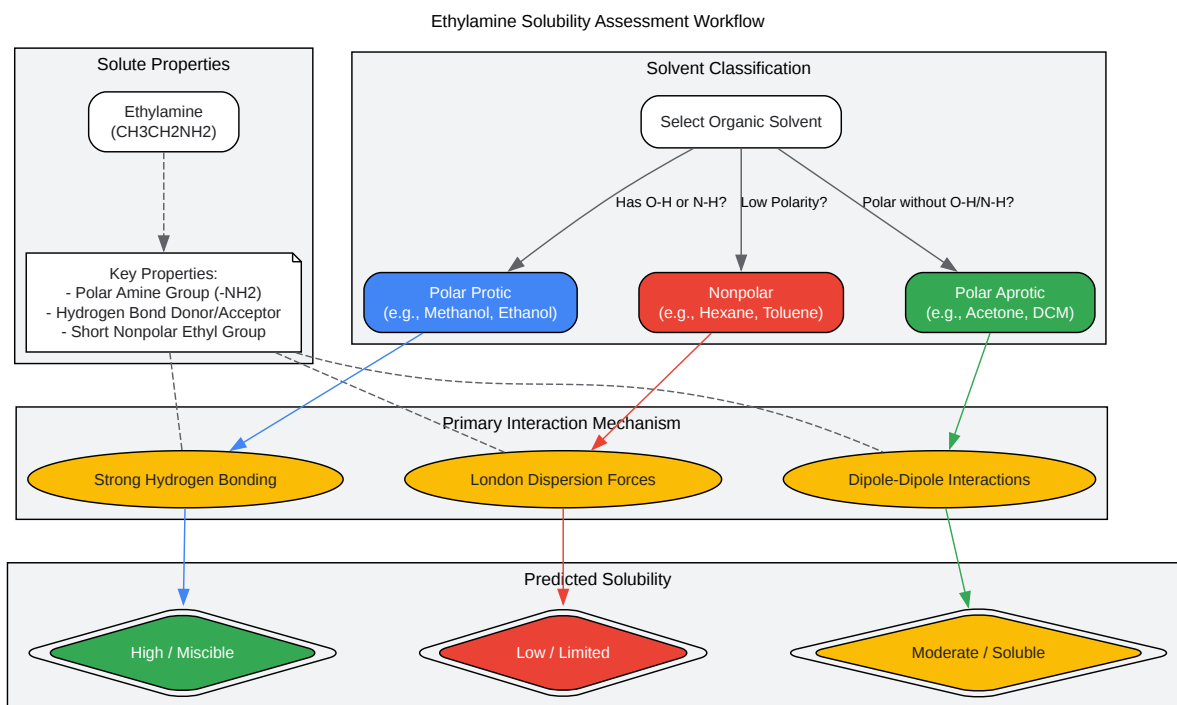 Ethylamine Solubility Assessment Workflow
Solute Properties
Ethylamine
(CH3CH2NH2)
Key Properties:
- Polar Amine Group (-NH2)
- Hydrogen Bond Donor/Acceptor
- Short Nonpolar Ethyl Group
Solvent Classification
Select Organic Solvent
Has O-H or N-H?
Low Polarity?
Polar without O-H/N-H?
Polar Protic
(e.g., Methanol, Ethanol)
Nonpolar
(e.g., Hexane, Toluene)
Polar Aprotic
(e.g., Acetone, DCM)
Primary Interaction Mechanism
Strong Hydrogen Bonding
London Dispersion Forces
Dipole-Dipole Interactions
Predicted Solubility
High / Miscible
Low / Limited
Moderate / Soluble